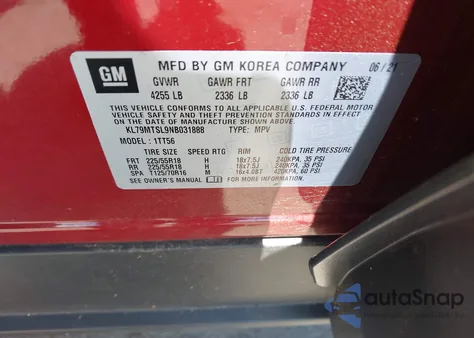 GM
MFD BY GM KOREA COMPANY 06/21
GVWR GAWR FRT GAWR RR
4255 LB 2336 LB 2336 LB
THIS VEHICLE CONFORMS TO ALL APPLICABLE U.S. FEDERAL MOTOR
VEHICLE SAFETY AND THEFT PREVENTION STANDARDS IN EFFECT
ON THE DATE OF MANUFACTURE SHOWN ABOVE.
KL79MTSL9NB031888 TYPE: MPV
MODEL : 1TT56
TIRE SIZE SPEED RTG RIM COLD TIRE PRESSURE
FRT 225/55R18 H 18x7.5J 240KPA, 35 PSI
RR 225/55R18 H 18x7.5J 240KPA, 35 PSI
SPA T125/70R16 M 16x4.0BT 420KPA, 60 PSI
SEE OWNER'S MANUAL FOR MORE INFORMATION
autoSnap